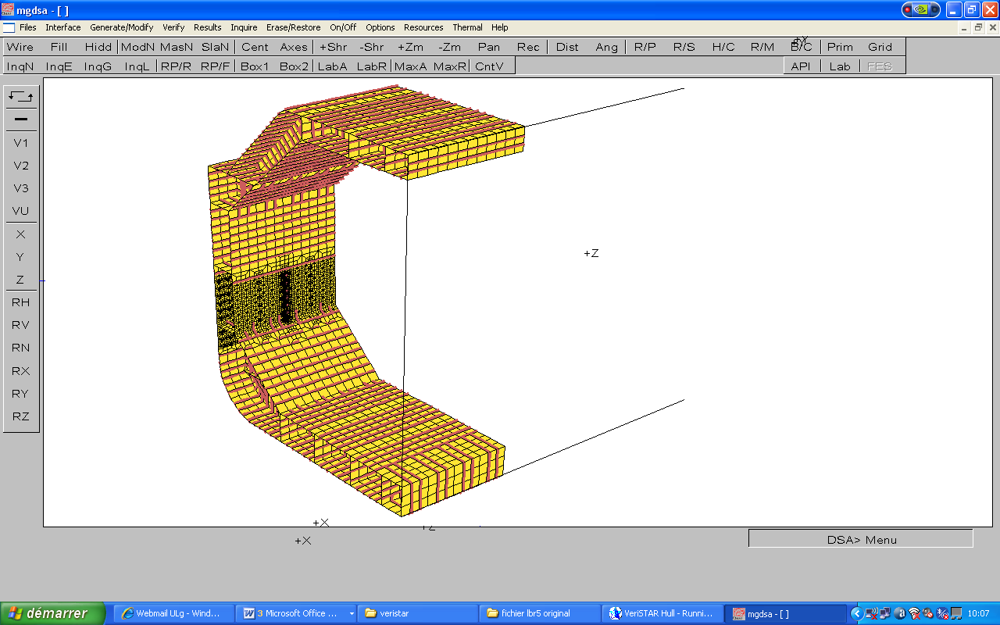 mgdsa - [ ]
Files Interface Generate/Modify Verify Results Inquire Erase/Restore On/Off Options Resources Thermal Help
Wire Fill Hidd ModN MasN SlaN Cent Axes +Shr -Shr +Zm -Zm Pan Rec Dist Ang R/P R/S H/C R/M B/C Prim Grid
+Y
InqN InqE InqG InqL RP/R RP/F Box1 Box2 LabA LabR MaxA MaxR CntV API Lab FES
V1
V2
V3
VU
X
Y
Z
RH
RV
RN
RX
RY
RZ
+Z
+X
+Z
+X
DSA> Menu
démarrer Webmail ULg - Wind... 3 Microsoft Office ... veristar fichier lbr5 original VeriSTAR Hull - Runni... mgdsa - [ ] 10:07